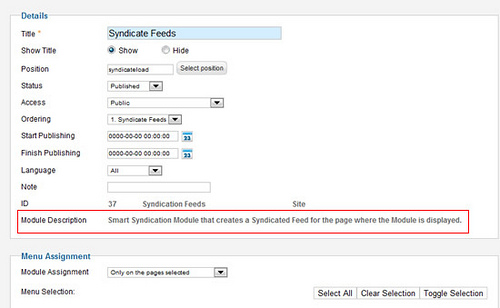 Details
Title * Syndicate Feeds
Show Title Show Hide
Position syndicateload Select position
Status Published
Access Public
Ordering 1. Syndicate Feeds
Start Publishing 0000-00-00 00:00:00 23
Finish Publishing 0000-00-00 00:00:00 23
Language All
Note
ID 37 Syndication Feeds Site
Module Description Smart Syndication Module that creates a Syndicated Feed for the page where the Module is displayed.
Menu Assignment
Module Assignment Only on the pages selected
Menu Selection: Select All Clear Selection Toggle Selection